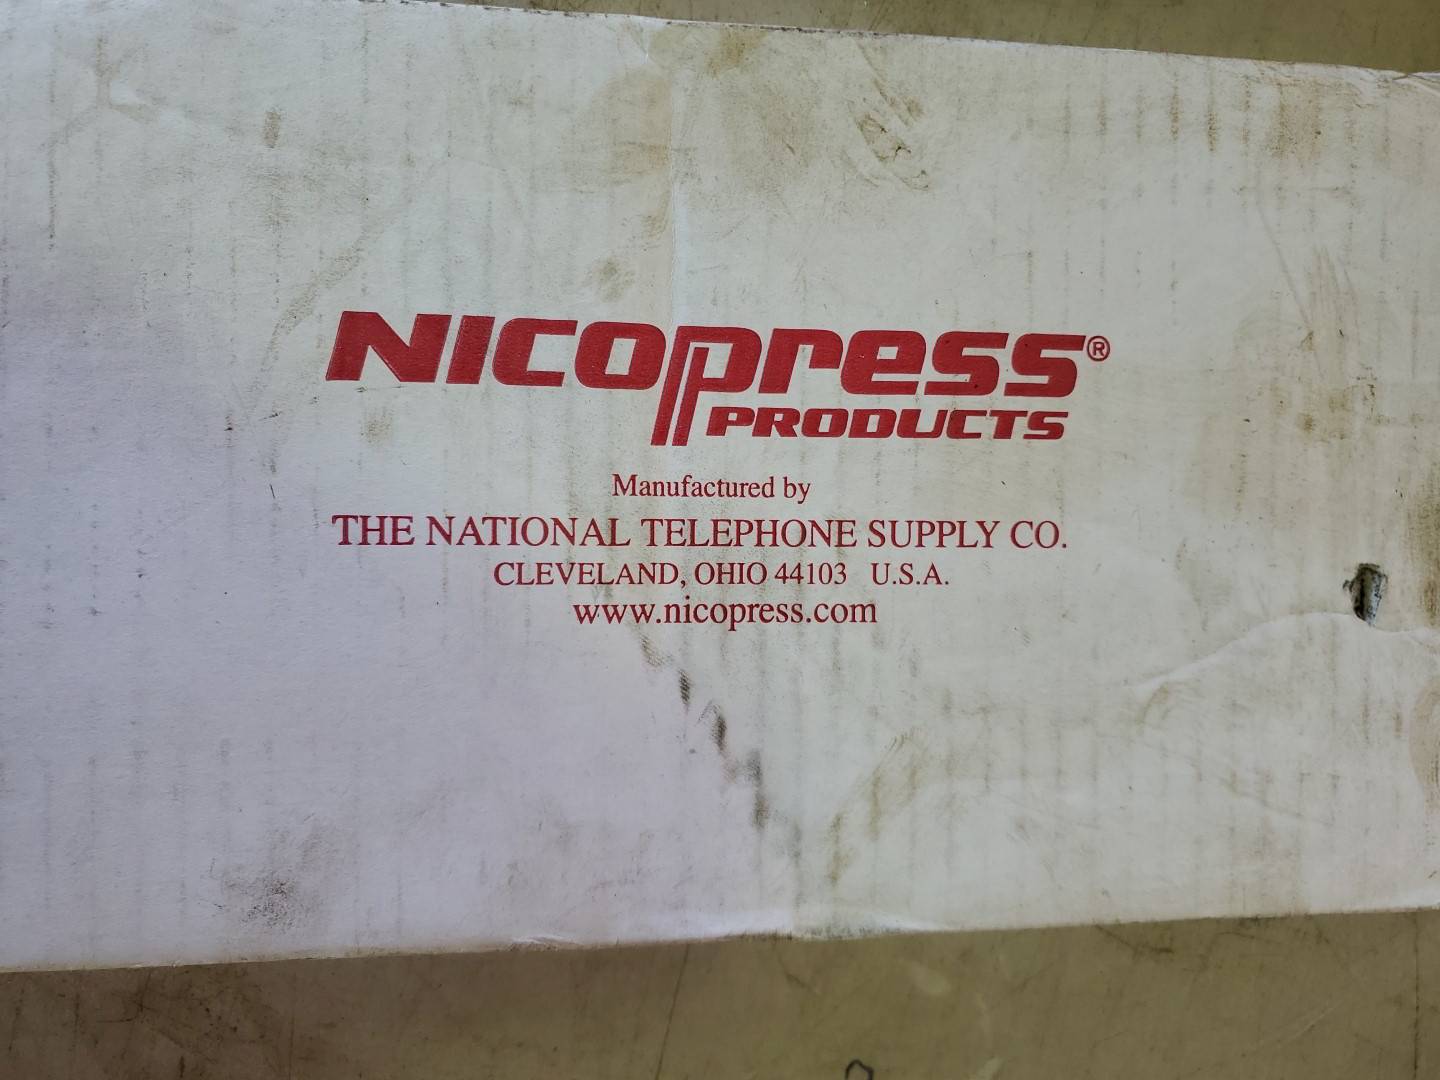 NICOpress®
PRODUCTS
Manufactured by
THE NATIONAL TELEPHONE SUPPLY CO.
CLEVELAND, OHIO 44103 U.S.A.
www.nicopress.com